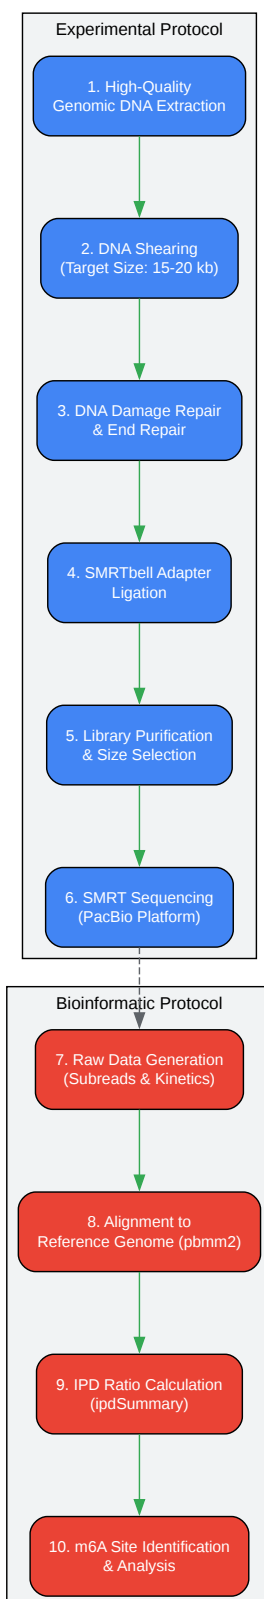 Experimental Protocol
1. High-Quality
Genomic DNA Extraction
2. DNA Shearing
(Target Size: 15-20 kb)
3. DNA Damage Repair
& End Repair
4. SMRTbell Adapter
Ligation
5. Library Purification
& Size Selection
6. SMRT Sequencing
(PacBio Platform)
Bioinformatic Protocol
7. Raw Data Generation
(Subreads & Kinetics)
8. Alignment to
Reference Genome (pbmm2)
9. IPD Ratio Calculation
(ipdSummary)
10. m6A Site Identification
& Analysis